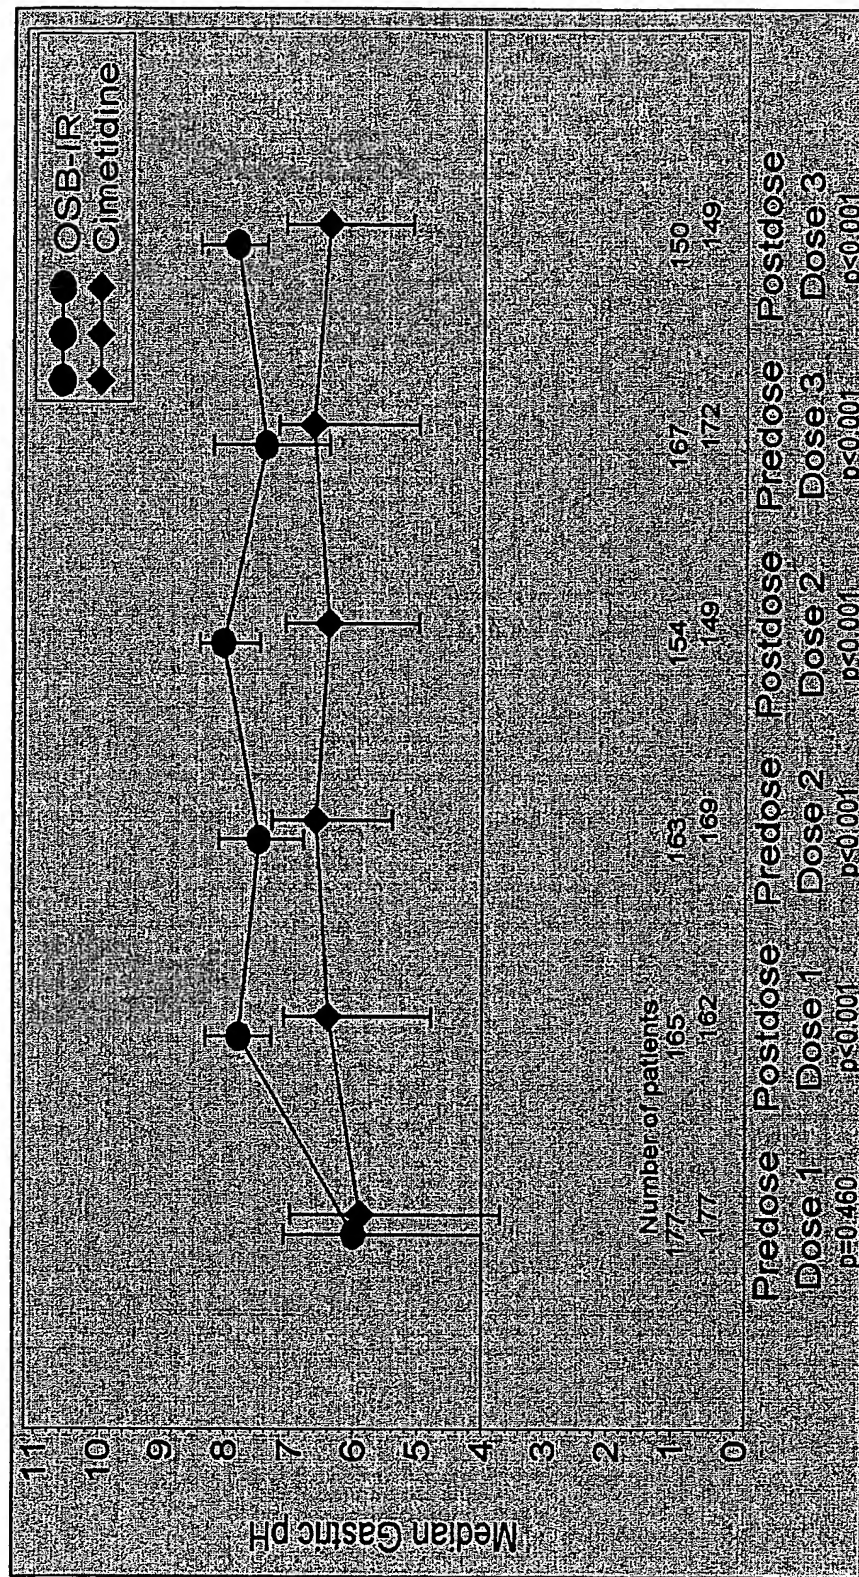 OSB-IR
Cimetidine
Median Gastric pH
11
10
9
8
7
6
5
4
3
2
1
0
Number of patients
177 165 163 154 167 150
177 162 169 149 172 149
Predose Postdose Predose Postdose Predose Postdose
Dose 1 Dose 1 Dose 2 Dose 2 Dose 3 Dose 3
p=0.460 p<0.001 p<0.001 p<0.001 p<0.001 p<0.001